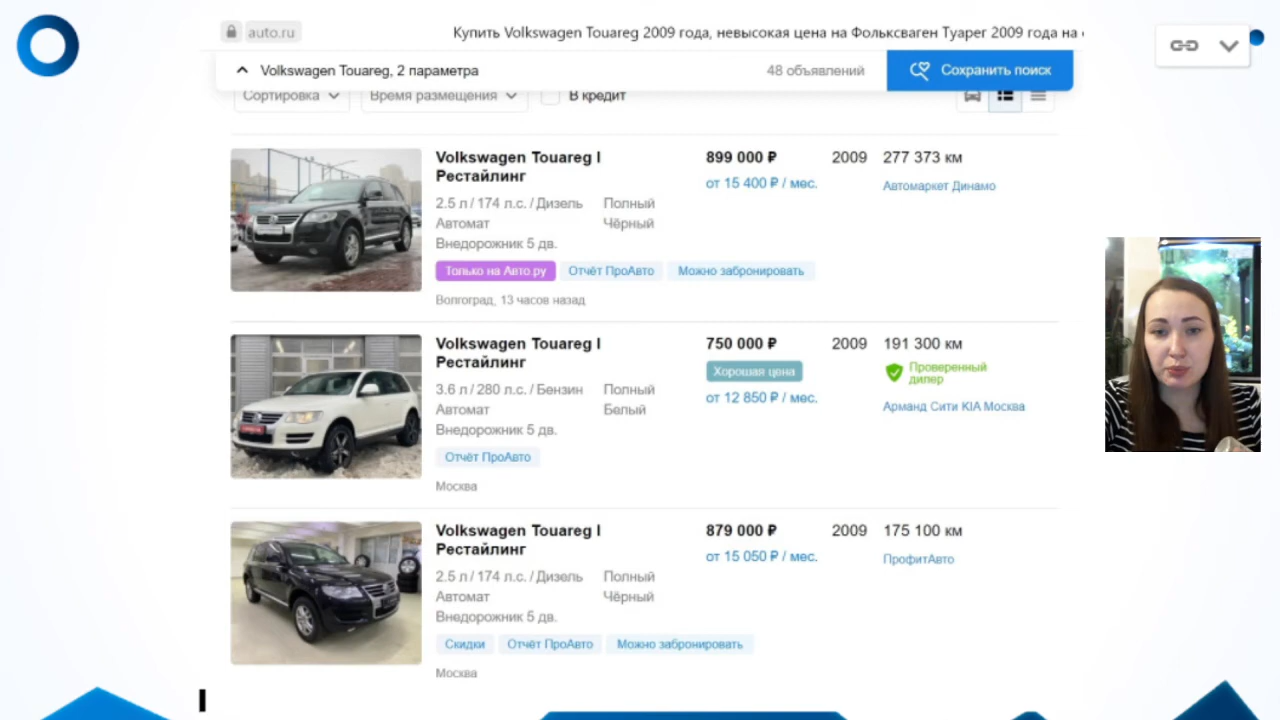 auto.ru
Купить Volkswagen Touareg 2009 года, невысокая цена на Фольксваген Туарег 2009 года на
Volkswagen Touareg, 2 параметра
48 объявлений
Сохранить поиск
Сортировка
Время размещения
В кредит
Volkswagen Touareg I
Рестайлинг
899 000 ₽
2009
277 373 км
от 15 400 ₽ / мес.
Автомаркет Динамо
2.5 л / 174 л.с. / Дизель
Полный
Автомат
Чёрный
Внедорожник 5 дв.
Только на Авто.ру
Отчёт ПроАвто
Можно забронировать
Волгоград, 13 часов назад
Volkswagen Touareg I
Рестайлинг
750 000 ₽
2009
191 300 км
Хорошая цена
Проверенный
дилер
от 12 850 ₽ / мес.
Арманд Сити KIA Москва
3.6 л / 280 л.с. / Бензин
Полный
Автомат
Белый
Внедорожник 5 дв.
Отчёт ПроАвто
Москва
Volkswagen Touareg I
Рестайлинг
879 000 ₽
2009
175 100 км
от 15 050 ₽ / мес.
ПрофитАвто
2.5 л / 174 л.с. / Дизель
Полный
Автомат
Чёрный
Внедорожник 5 дв.
Скидки
Отчёт ПроАвто
Можно забронировать
Москва